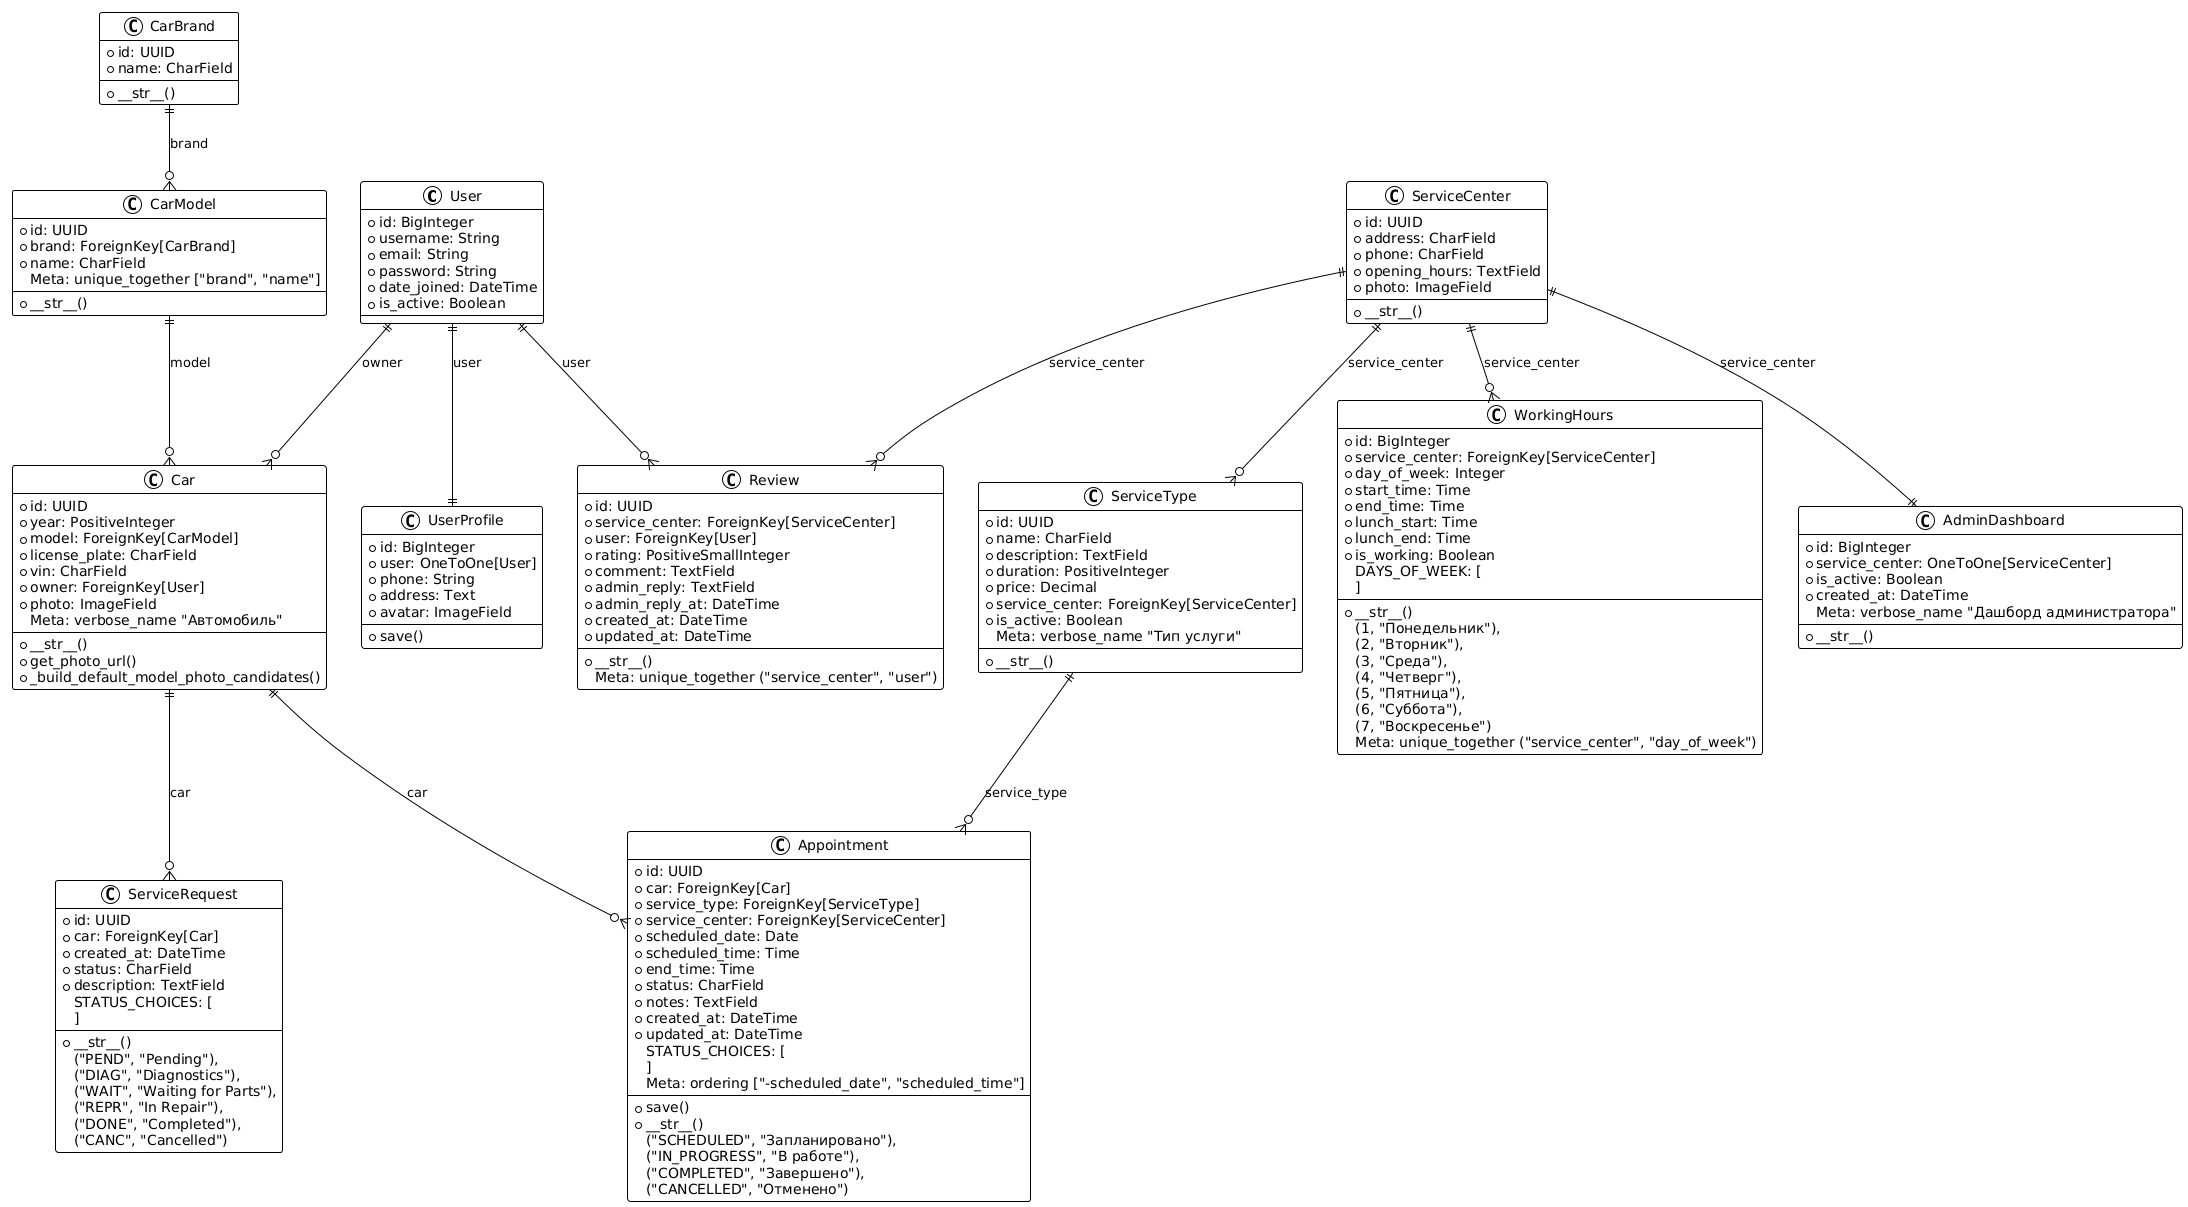 CarBrand
id: UUID
name: CharField
__str__()
brand
CarModel
id: UUID
brand: ForeignKey[CarBrand]
name: CharField
Meta: unique_together ["brand", "name"]
__str__()
User
id: BigInteger
username: String
email: String
password: String
date_joined: DateTime
is_active: Boolean
ServiceCenter
id: UUID
address: CharField
phone: CharField
opening_hours: TextField
photo: ImageField
__str__()
model
owner
user
user
service_center
service_center
service_center
service_center
Car
id: UUID
year: PositiveInteger
model: ForeignKey[CarModel]
license_plate: CharField
vin: CharField
owner: ForeignKey[User]
photo: ImageField
Meta: verbose_name "Автомобиль"
__str__()
get_photo_url()
_build_default_model_photo_candidates()
UserProfile
id: BigInteger
user: OneToOne[User]
phone: String
address: Text
avatar: ImageField
save()
Review
id: UUID
service_center: ForeignKey[ServiceCenter]
user: ForeignKey[User]
rating: PositiveSmallInteger
comment: TextField
admin_reply: TextField
admin_reply_at: DateTime
created_at: DateTime
updated_at: DateTime
__str__()
Meta: unique_together ("service_center", "user")
ServiceType
id: UUID
name: CharField
description: TextField
duration: PositiveInteger
price: Decimal
service_center: ForeignKey[ServiceCenter]
is_active: Boolean
Meta: verbose_name "Тип услуги"
__str__()
WorkingHours
id: BigInteger
service_center: ForeignKey[ServiceCenter]
day_of_week: Integer
start_time: Time
end_time: Time
lunch_start: Time
lunch_end: Time
is_working: Boolean
DAYS_OF_WEEK: [
]
__str__()
(1, "Понедельник"),
(2, "Вторник"),
(3, "Среда"),
(4, "Четверг"),
(5, "Пятница"),
(6, "Суббота"),
(7, "Воскресенье")
Meta: unique_together ("service_center", "day_of_week")
AdminDashboard
id: BigInteger
service_center: OneToOne[ServiceCenter]
is_active: Boolean
created_at: DateTime
Meta: verbose_name "Дашборд администратора"
__str__()
car
car
service_type
ServiceRequest
id: UUID
car: ForeignKey[Car]
created_at: DateTime
status: CharField
description: TextField
STATUS_CHOICES: [
]
__str__()
("PEND", "Pending"),
("DIAG", "Diagnostics"),
("WAIT", "Waiting for Parts"),
("REPR", "In Repair"),
("DONE", "Completed"),
("CANC", "Cancelled")
Appointment
id: UUID
car: ForeignKey[Car]
service_type: ForeignKey[ServiceType]
service_center: ForeignKey[ServiceCenter]
scheduled_date: Date
scheduled_time: Time
end_time: Time
status: CharField
notes: TextField
created_at: DateTime
updated_at: DateTime
STATUS_CHOICES: [
]
Meta: ordering ["-scheduled_date", "scheduled_time"]
save()
__str__()
("SCHEDULED", "Запланировано"),
("IN_PROGRESS", "В работе"),
("COMPLETED", "Завершено"),
("CANCELLED", "Отменено")